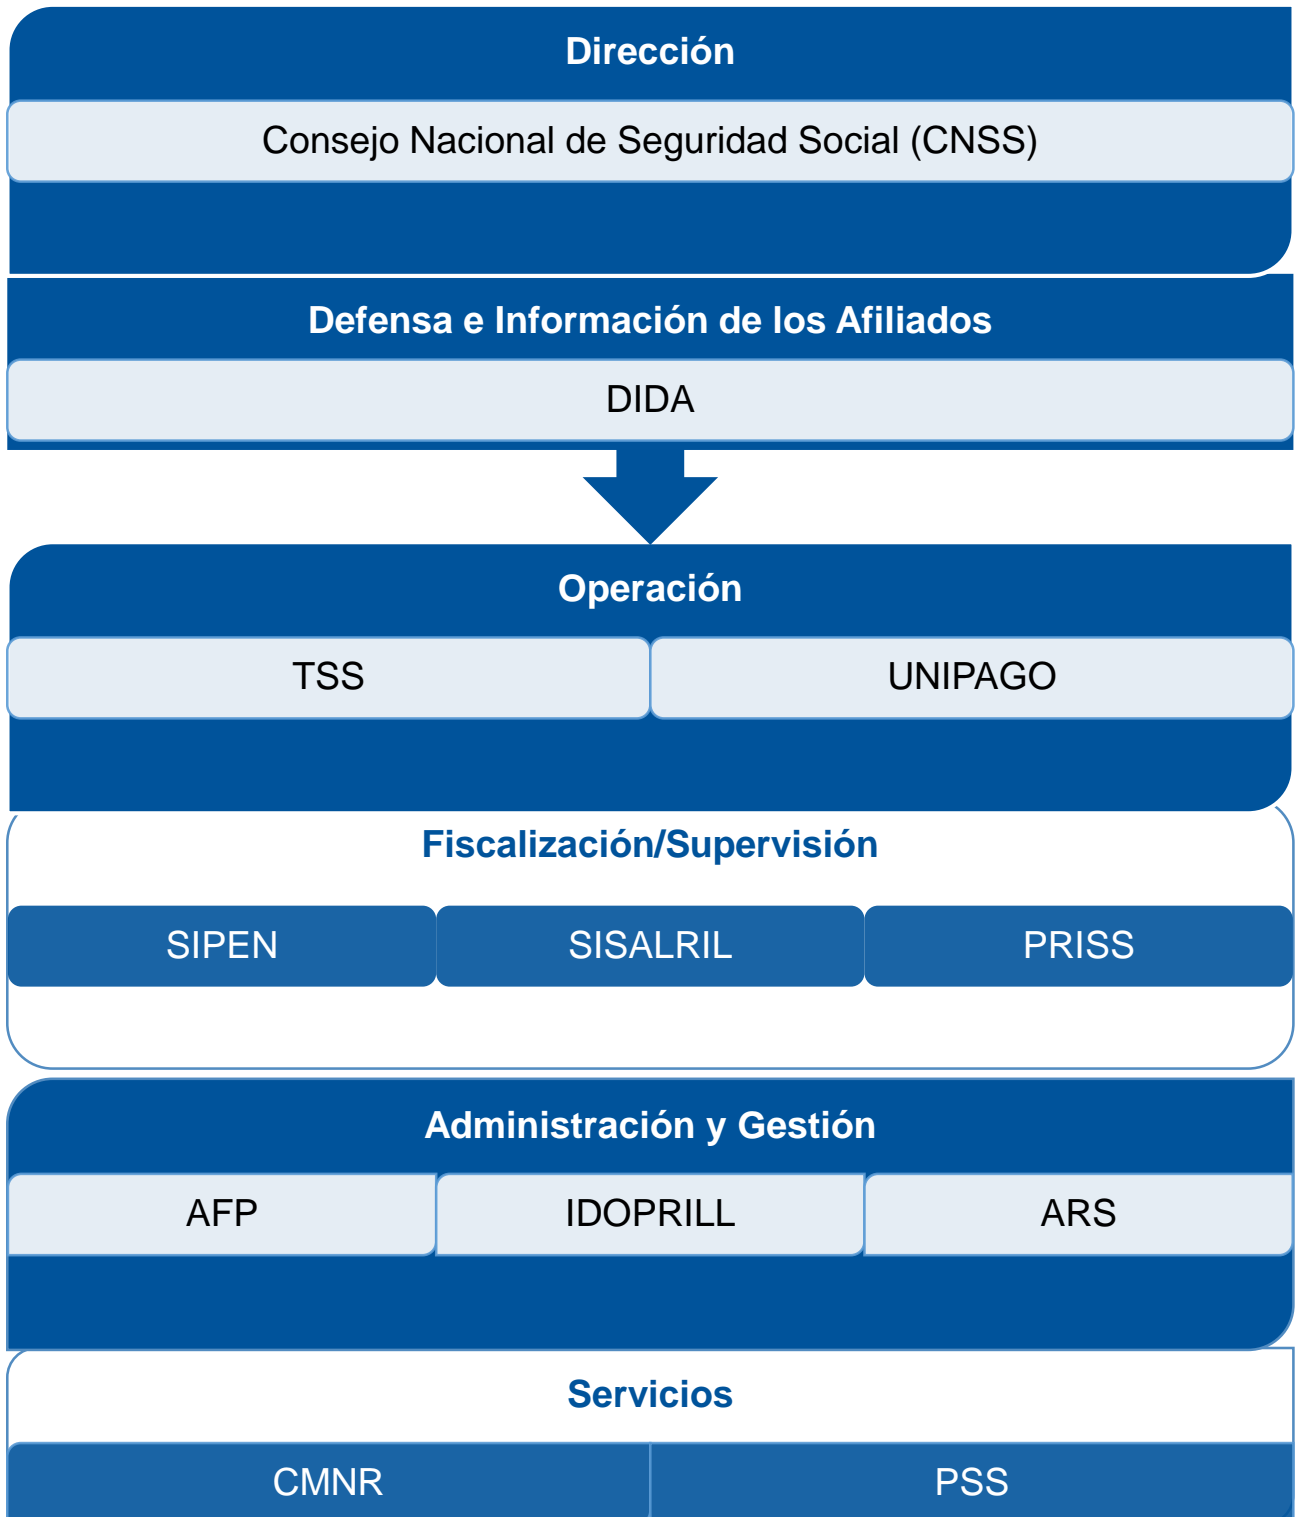 Dirección
Consejo Nacional de Seguridad Social (CNSS)
Defensa e Información de los Afiliados
DIDA
Operación
TSS UNIPAGO
Fiscalización/Supervisión
SIPEN SISALRIL PRISS
Administración y Gestión
AFP IDOPRILL ARS
Servicios
CMNR PSS